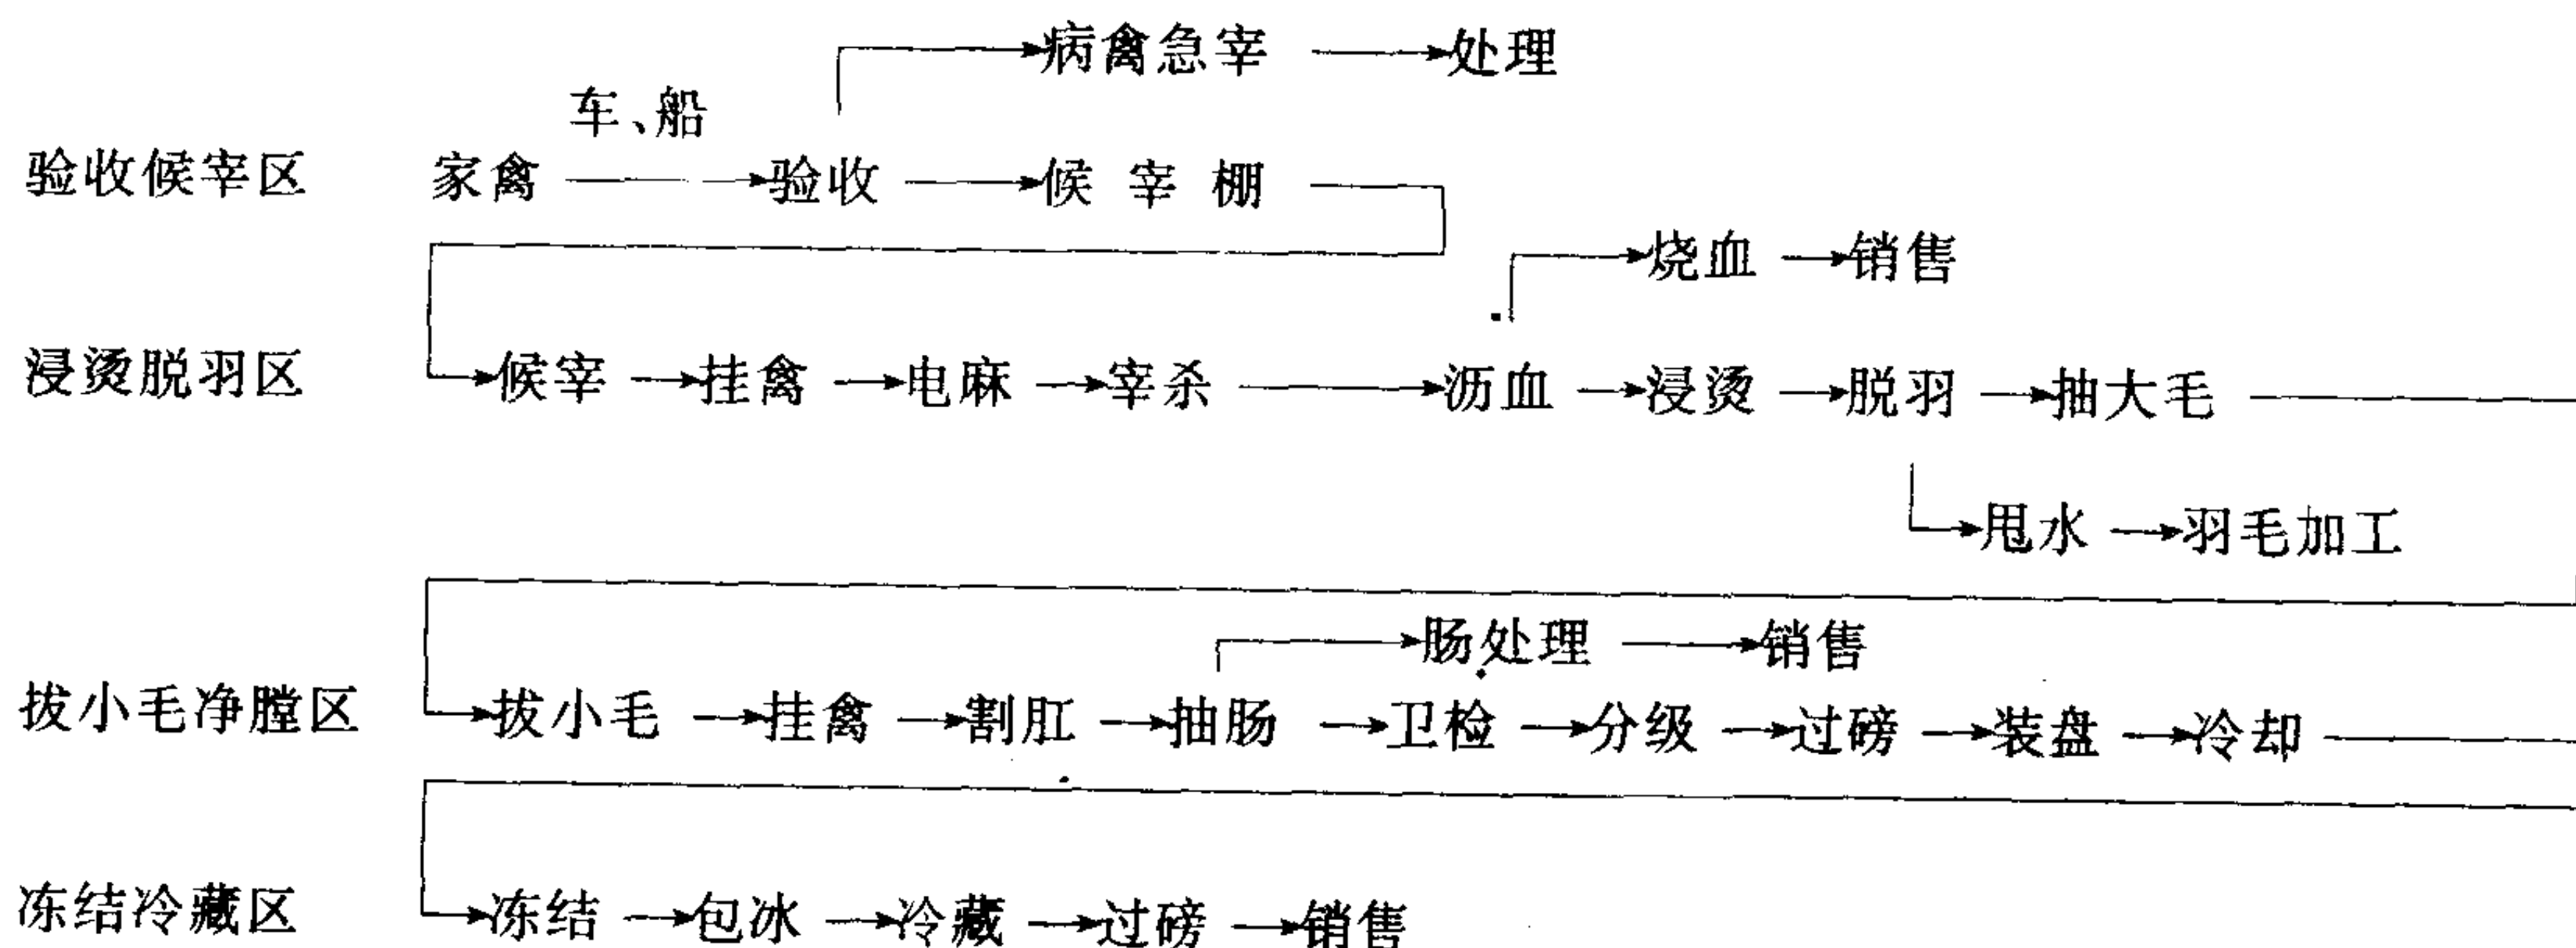 病禽急宰 处理
车、船
验收候宰区 家禽 验收 候宰棚
烧血 销售
浸烫脱羽区 候宰 挂禽 电麻 宰杀 沥血 浸烫 脱羽 抽大毛
甩水 羽毛加工
肠处理 销售
拔小毛净膛区 拔小毛 挂禽 割肛 抽肠 卫检 分级 过磅 装盘 冷却
冻结冷藏区 冻结 包冰 冷藏 过磅 销售